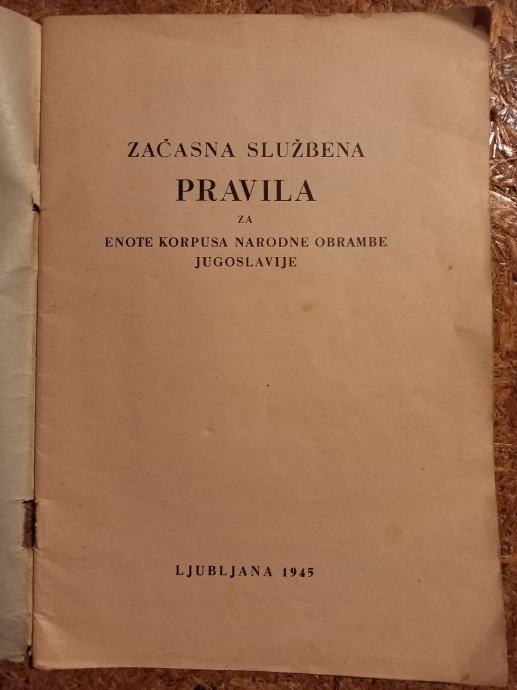 ZAČASNA SLUŽBENA
PRAVILA
ZA
ENOTE KORPUSA NARODNE OBRAMBE
JUGOSLAVIJE
LJUBLJANA 1945